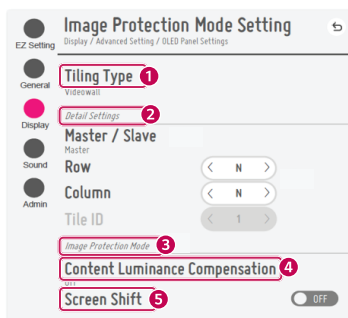 Image Protection Mode Setting
Display / Advanced Setting / OLED Panel Settings
EZ Setting
General
Display
Sound
Admin
Tiling Type 1
Videowall
Detail Settings 2
Master / Slave
Master
Row < N >
Column < N >
Tile ID < 1 >
Image Protection Mode 3
Content Luminance Compensation 4
Off
Screen Shift 5 OFF